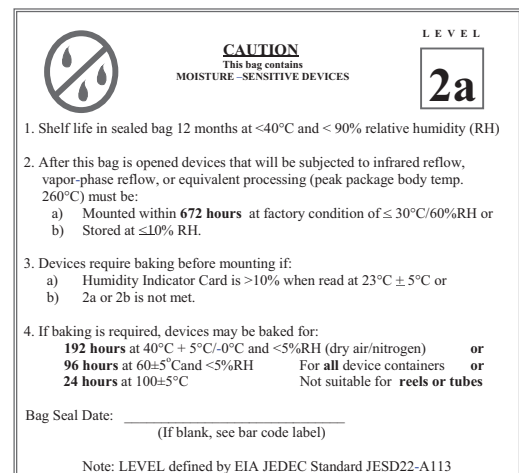 LEVEL
CAUTION
This bag contains
MOISTURE –SENSITIVE DEVICES
2a
1. Shelf life in sealed bag 12 months at <40°C and < 90% relative humidity (RH)
2. After this bag is opened devices that will be subjected to infrared reflow,
vapor-phase reflow, or equivalent processing (peak package body temp.
260°C) must be:
a) Mounted within 672 hours at factory condition of ≤ 30°C/60%RH or
b) Stored at ≤10% RH.
3. Devices require baking before mounting if:
a) Humidity Indicator Card is >10% when read at 23°C ± 5°C or
b) 2a or 2b is not met.
4. If baking is required, devices may be baked for:
192 hours at 40°C + 5°C/-0°C and <5%RH (dry air/nitrogen) or
96 hours at 60±5°Cand <5%RH For all device containers or
24 hours at 100±5°C Not suitable for reels or tubes
Bag Seal Date: ______________________________
(If blank, see bar code label)
Note: LEVEL defined by EIA JEDEC Standard JESD22-A113